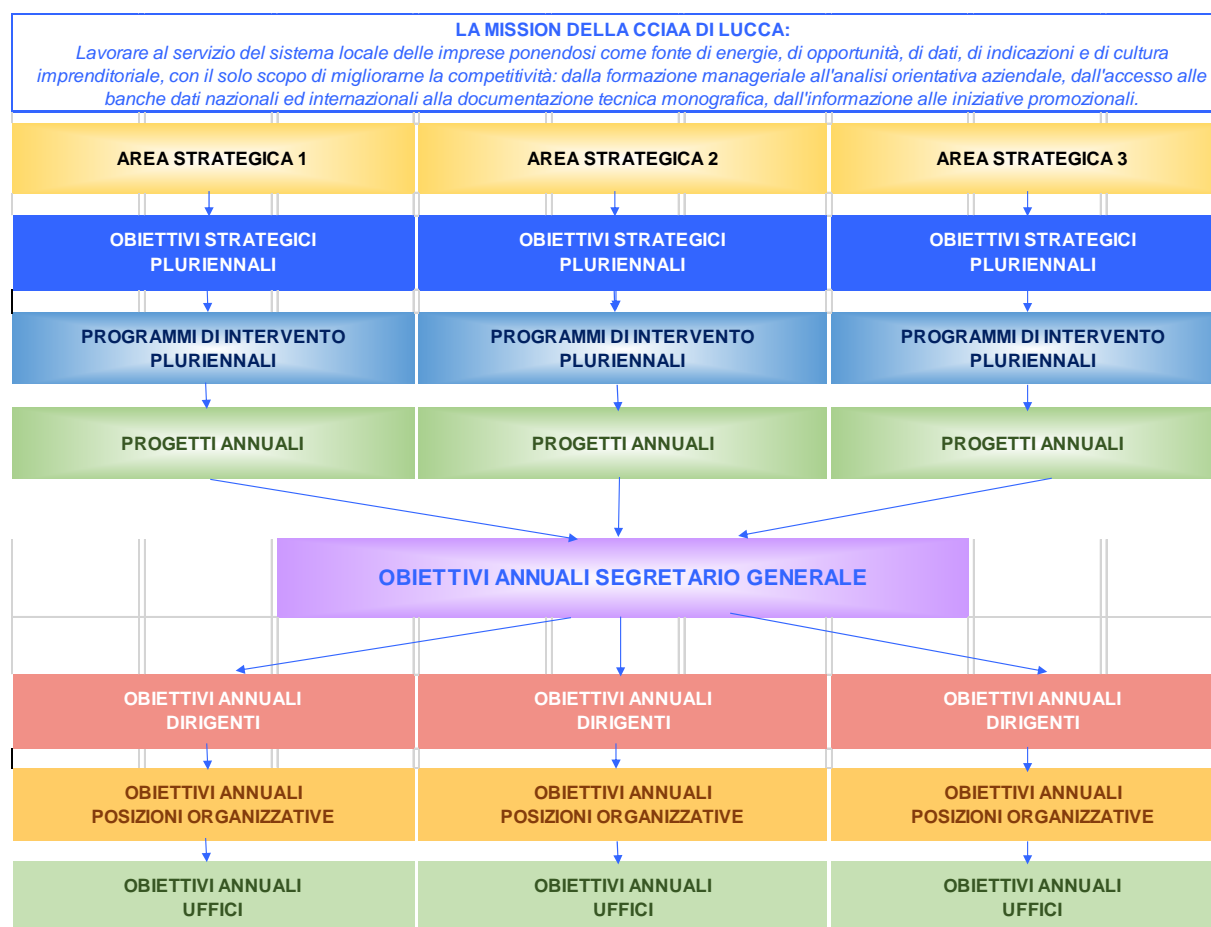 LA MISSION DELLA CCIAA DI LUCCA:
Lavorare al servizio del sistema locale delle imprese ponendosi come fonte di energie, di opportunità, di dati, di indicazioni e di cultura
imprenditoriale, con il solo scopo di migliorarne la competitività: dalla formazione manageriale all'analisi orientativa aziendale, dall'accesso alle
banche dati nazionali ed internazionali alla documentazione tecnica monografica, dall'informazione alle iniziative promozionali.
AREA STRATEGICA 1
AREA STRATEGICA 2
AREA STRATEGICA 3
OBIETTIVI STRATEGICI
PLURIENNALI
OBIETTIVI STRATEGICI
PLURIENNALI
OBIETTIVI STRATEGICI
PLURIENNALI
PROGRAMMI DI INTERVENTO
PLURIENNALI
PROGRAMMI DI INTERVENTO
PLURIENNALI
PROGRAMMI DI INTERVENTO
PLURIENNALI
PROGETTI ANNUALI
PROGETTI ANNUALI
PROGETTI ANNUALI
OBIETTIVI ANNUALI SEGRETARIO GENERALE
OBIETTIVI ANNUALI
DIRIGENTI
OBIETTIVI ANNUALI
DIRIGENTI
OBIETTIVI ANNUALI
DIRIGENTI
OBIETTIVI ANNUALI
POSIZIONI ORGANIZZATIVE
OBIETTIVI ANNUALI
POSIZIONI ORGANIZZATIVE
OBIETTIVI ANNUALI
POSIZIONI ORGANIZZATIVE
OBIETTIVI ANNUALI
UFFICI
OBIETTIVI ANNUALI
UFFICI
OBIETTIVI ANNUALI
UFFICI